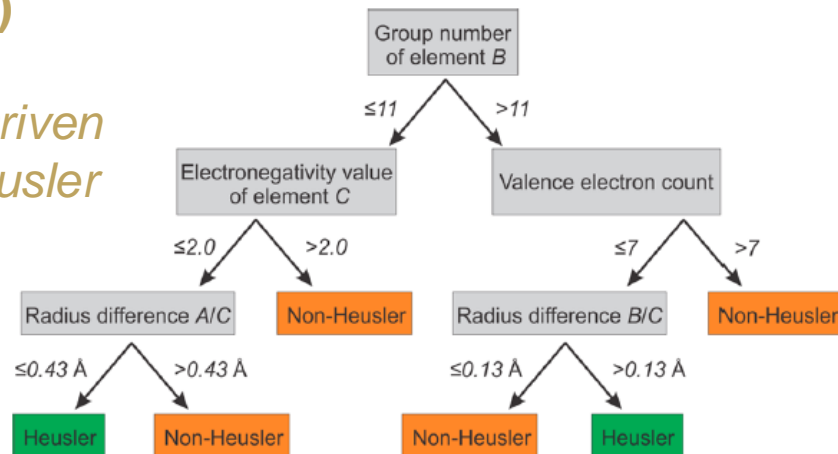 )
riven
eusler
Group number
of element B
≤11
>11
Electronegativity value
of element C
Valence electron count
≤2.0
>2.0
≤7
>7
Radius difference A/C
Non-Heusler
Radius difference B/C
Non-Heusler
≤0.43 Å
>0.43 Å
≤0.13 Å
>0.13 Å
Heusler
Non-Heusler
Non-Heusler
Heusler